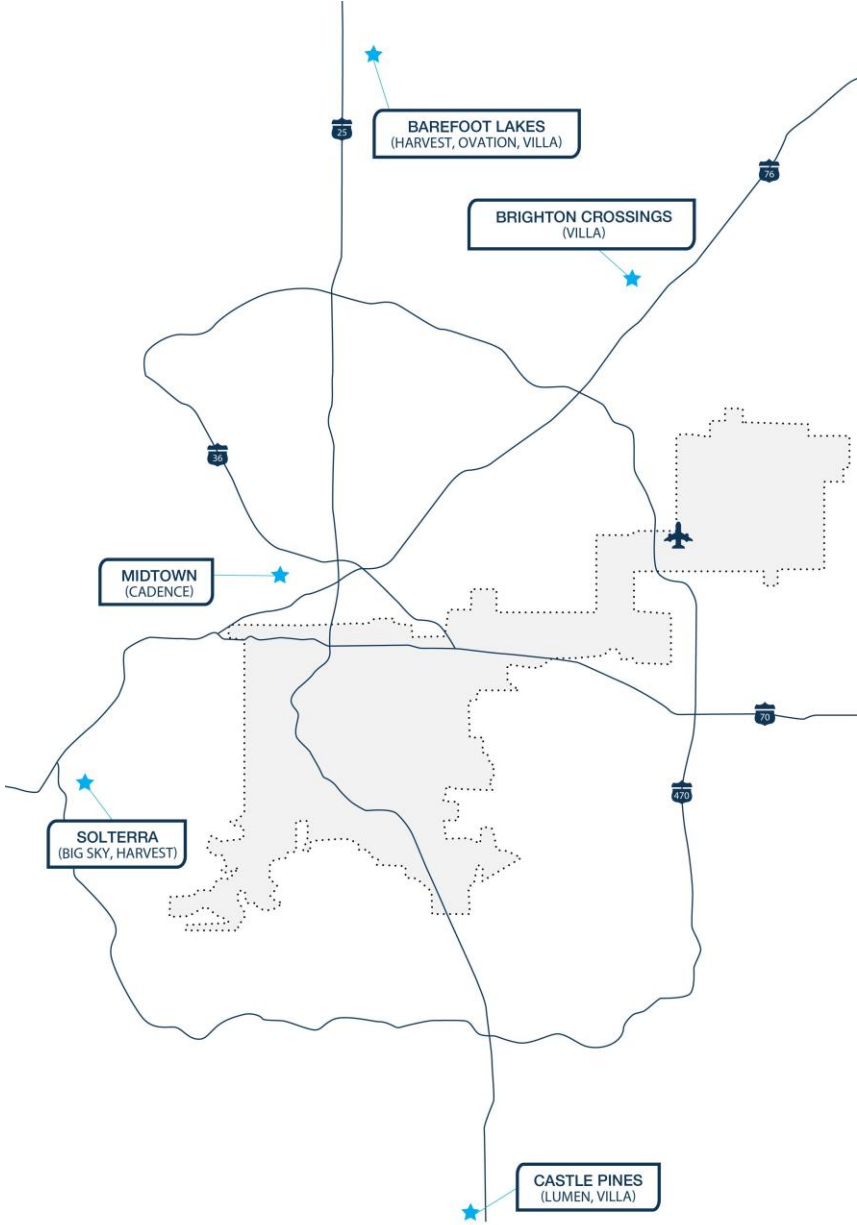 BAREFOOT LAKES
(HARVEST, OVATION, VILLA)
25
76
BRIGHTON CROSSINGS
(VILLA)
36
MIDTOWN
(CADENCE)
70
470
SOLTERRA
(BIG SKY, HARVEST)
CASTLE PINES
(LUMEN, VILLA)